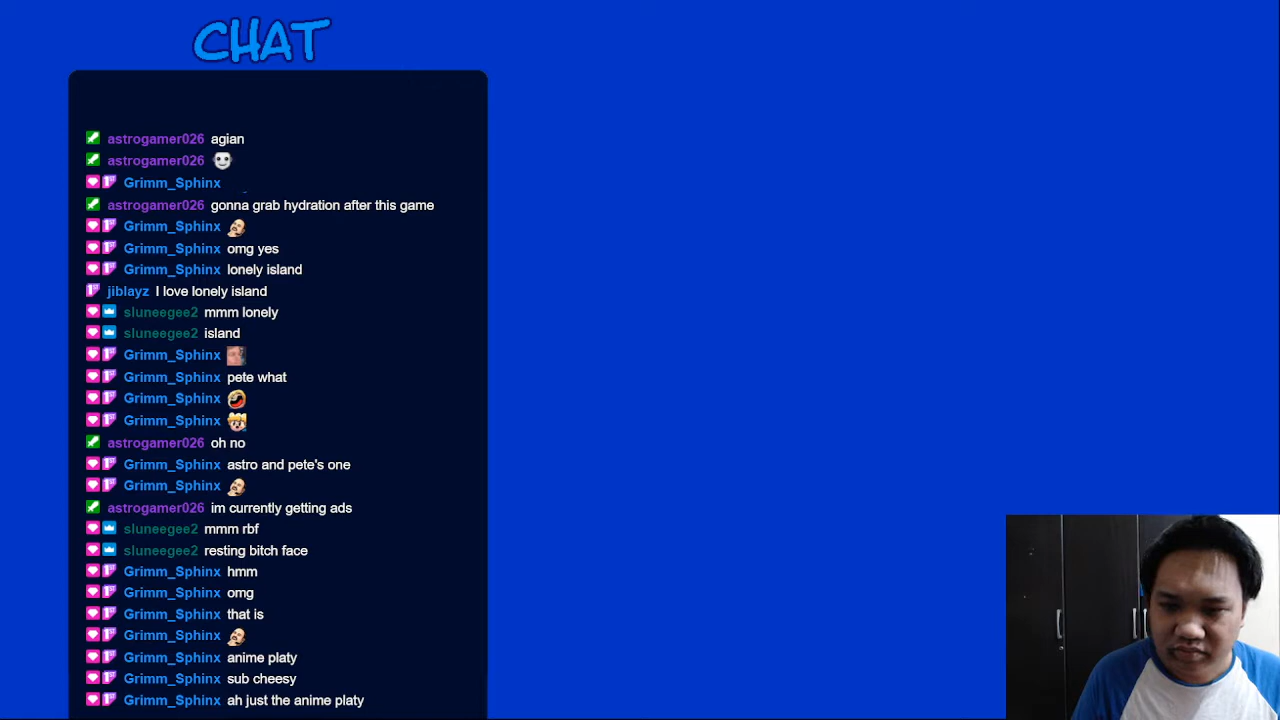 CHAT
astrogamer026 agian
astrogamer026
Grimm_Sphinx
astrogamer026 gonna grab hydration after this game
Grimm_Sphinx
Grimm_Sphinx omg yes
Grimm_Sphinx lonely island
jiblayz I love lonely island
sluneegee2 mmm lonely
sluneegee2 island
Grimm_Sphinx
Grimm_Sphinx pete what
Grimm_Sphinx
Grimm_Sphinx
astrogamer026 oh no
Grimm_Sphinx astro and pete's one
Grimm_Sphinx
astrogamer026 im currently getting ads
sluneegee2 mmm rbf
sluneegee2 resting bitch face
Grimm_Sphinx hmm
Grimm_Sphinx omg
Grimm_Sphinx that is
Grimm_Sphinx
Grimm_Sphinx anime platy
Grimm_Sphinx sub cheesy
Grimm_Sphinx ah just the anime platy